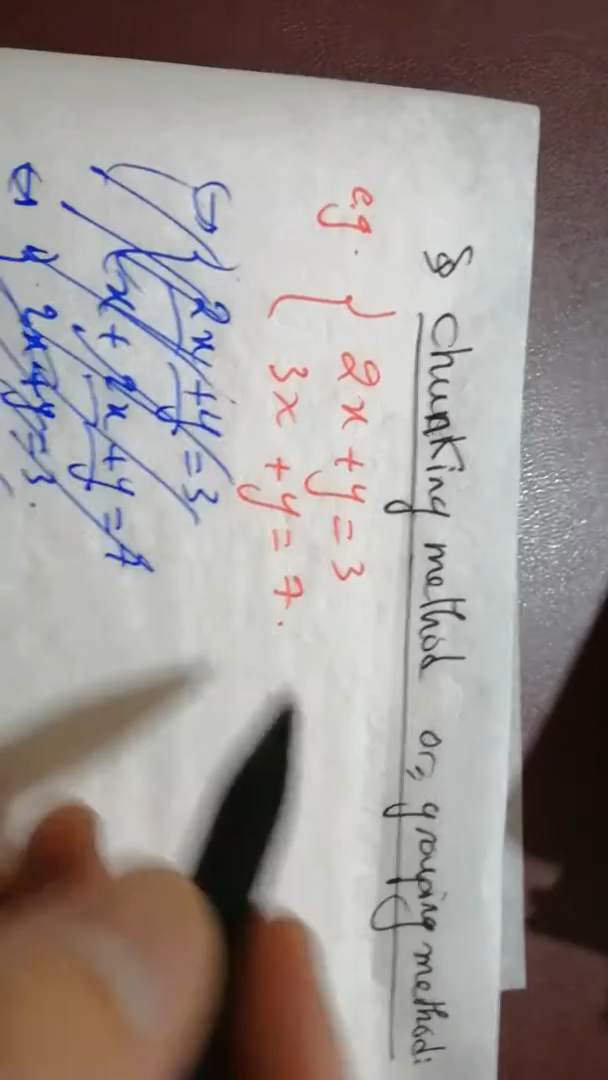 § Chunking method or, grouping method:
e.g. { 2x + y = 3
3x + y = 7.
⇔ { 2x + y = 3
x + 2x + y = 7
⇔ 2x + y = 3